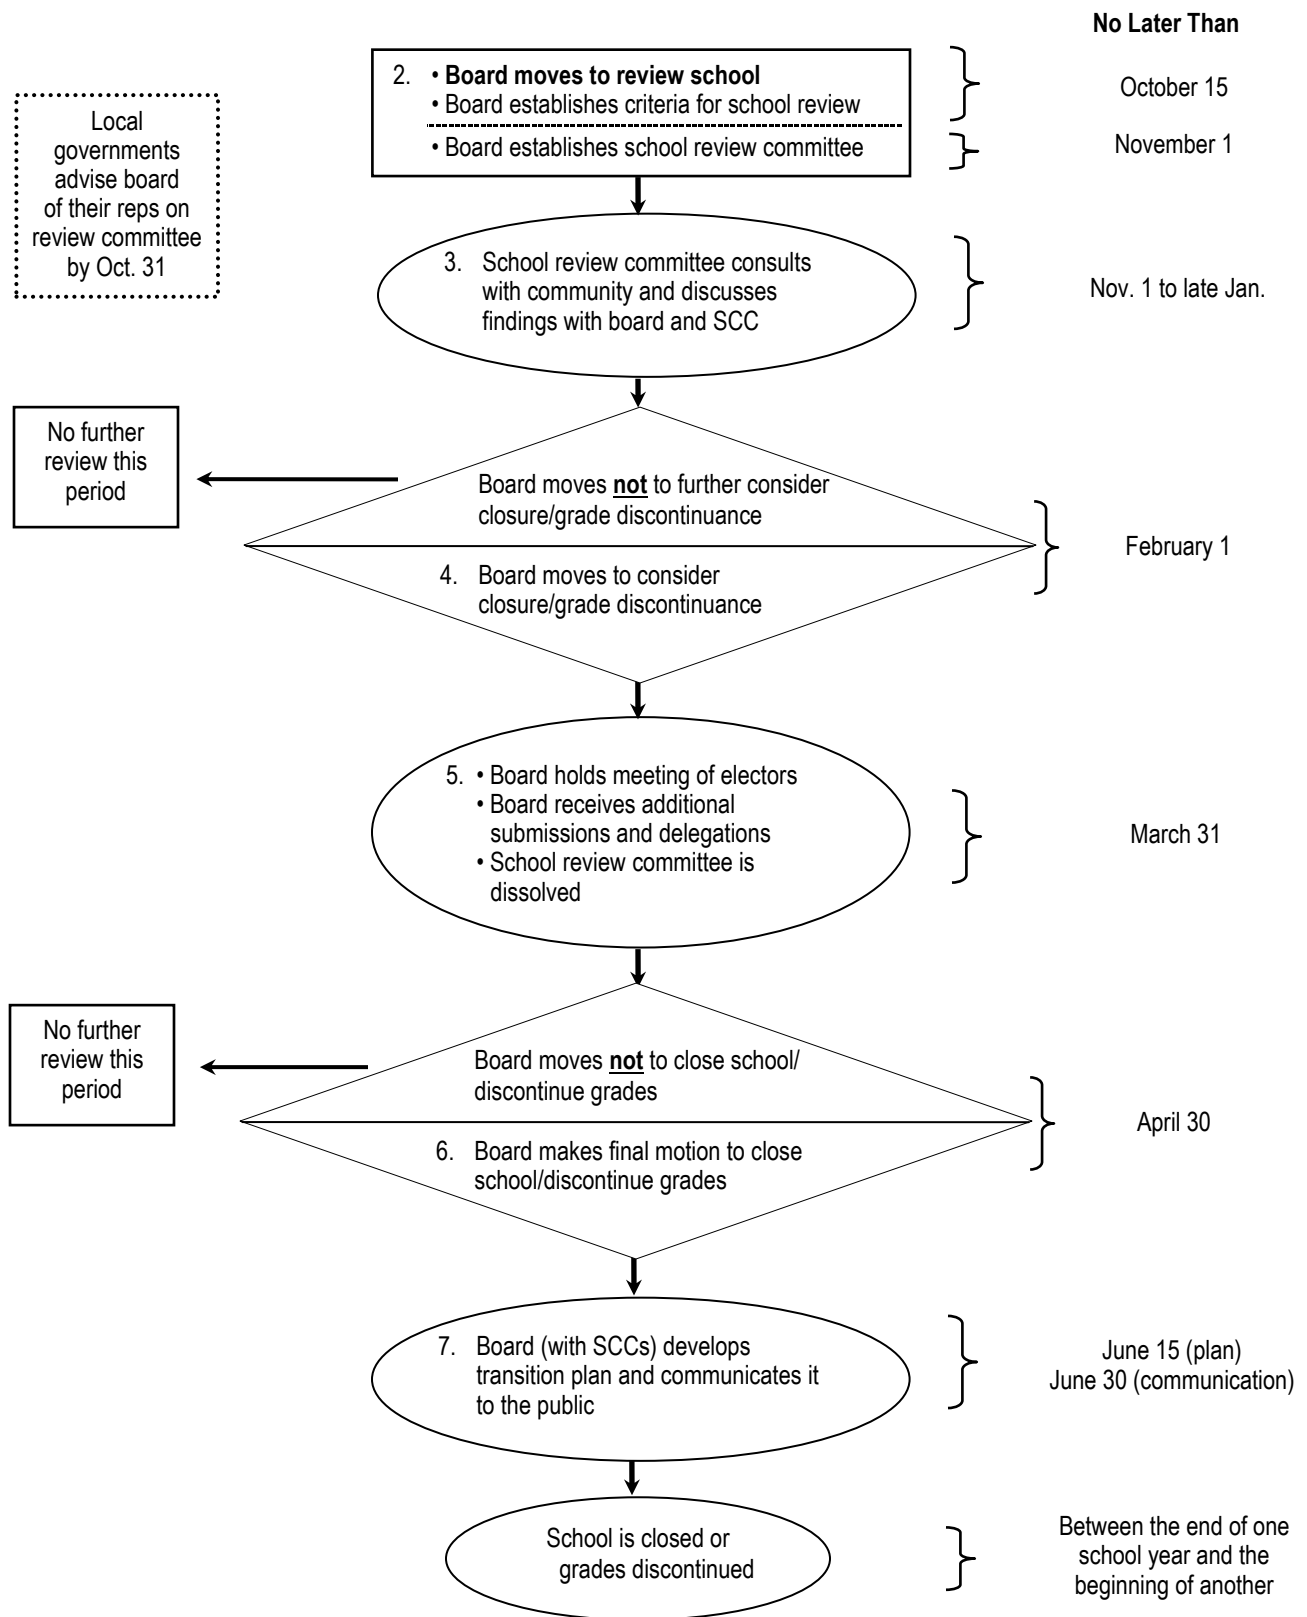 No Later Than
2. • Board moves to review school
• Board establishes criteria for school review
October 15
• Board establishes school review committee
November 1
Local
governments
advise board
of their reps on
review committee
by Oct. 31
3. School review committee consults
with community and discusses
findings with board and SCC
Nov. 1 to late Jan.
No further
review this
period
Board moves not to further consider
closure/grade discontinuance
4. Board moves to consider
closure/grade discontinuance
February 1
5. • Board holds meeting of electors
• Board receives additional
submissions and delegations
• School review committee is
dissolved
March 31
No further
review this
period
Board moves not to close school/
discontinue grades
6. Board makes final motion to close
school/discontinue grades
April 30
7. Board (with SCCs) develops
transition plan and communicates it
to the public
June 15 (plan)
June 30 (communication)
School is closed or
grades discontinued
Between the end of one
school year and the
beginning of another